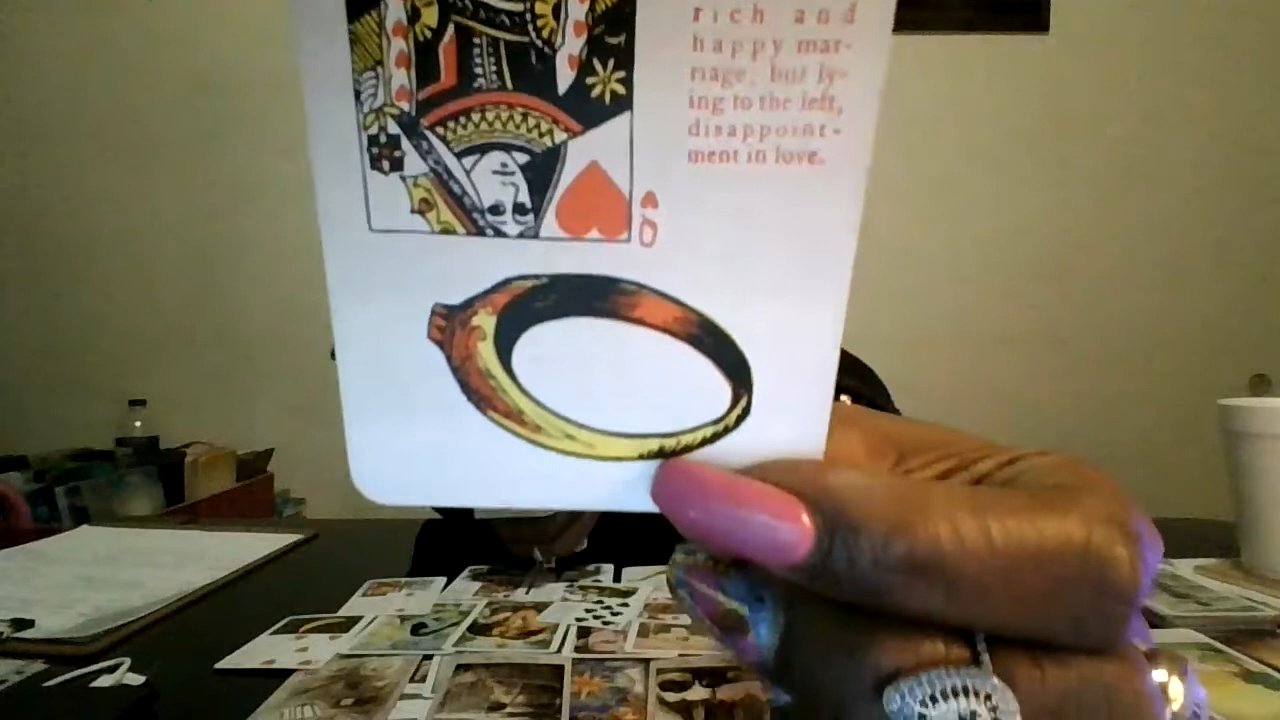 rich and
happy mar-
riage; but ly-
ing to the left,
disappoint-
ment in love.
Q